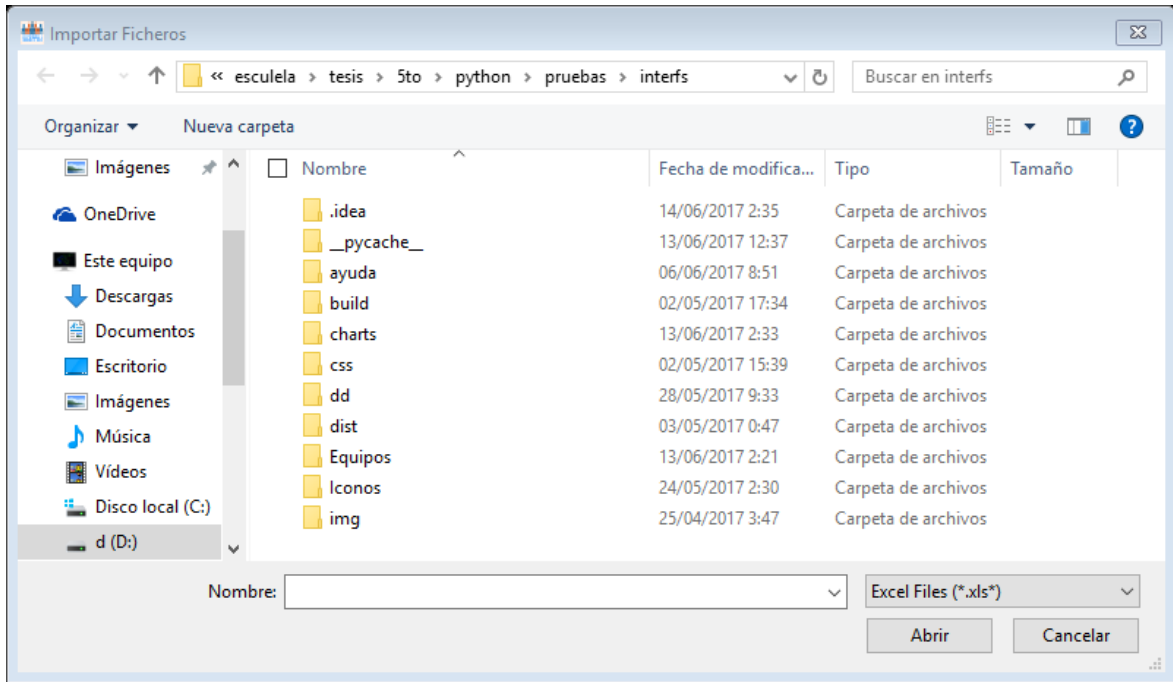 Importar Ficheros
« esculela > tesis > 5to > python > pruebas > interfs
Buscar en interfs
Organizar Nueva carpeta
Imágenes
OneDrive
Este equipo
Descargas
Documentos
Escritorio
Imágenes
Música
Vídeos
Disco local (C:)
d (D:)
Nombre Fecha de modifica... Tipo Tamaño
.idea 14/06/2017 2:35 Carpeta de archivos
__pycache__ 13/06/2017 12:37 Carpeta de archivos
ayuda 06/06/2017 8:51 Carpeta de archivos
build 02/05/2017 17:34 Carpeta de archivos
charts 13/06/2017 2:33 Carpeta de archivos
css 02/05/2017 15:39 Carpeta de archivos
dd 28/05/2017 9:33 Carpeta de archivos
dist 03/05/2017 0:47 Carpeta de archivos
Equipos 13/06/2017 2:21 Carpeta de archivos
Iconos 24/05/2017 2:30 Carpeta de archivos
img 25/04/2017 3:47 Carpeta de archivos
Nombre: Excel Files (*.xls*)
Abrir Cancelar